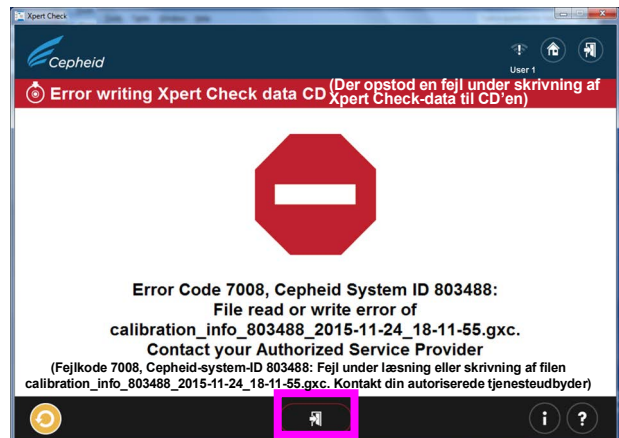 Xpert Check
Cepheid
User 1
Error writing Xpert Check data CD (Der opstod en fejl under skrivning af
Xpert Check-data til CD'en)
Error Code 7008, Cepheid System ID 803488:
File read or write error of
calibration_info_803488_2015-11-24_18-11-55.gxc.
Contact your Authorized Service Provider
(Fejlkode 7008, Cepheid-system-ID 803488: Fejl under læsning eller skrivning af filen
calibration_info_803488_2015-11-24_18-11-55.gxc. Kontakt din autoriserede tjenesteudbyder)
i ?